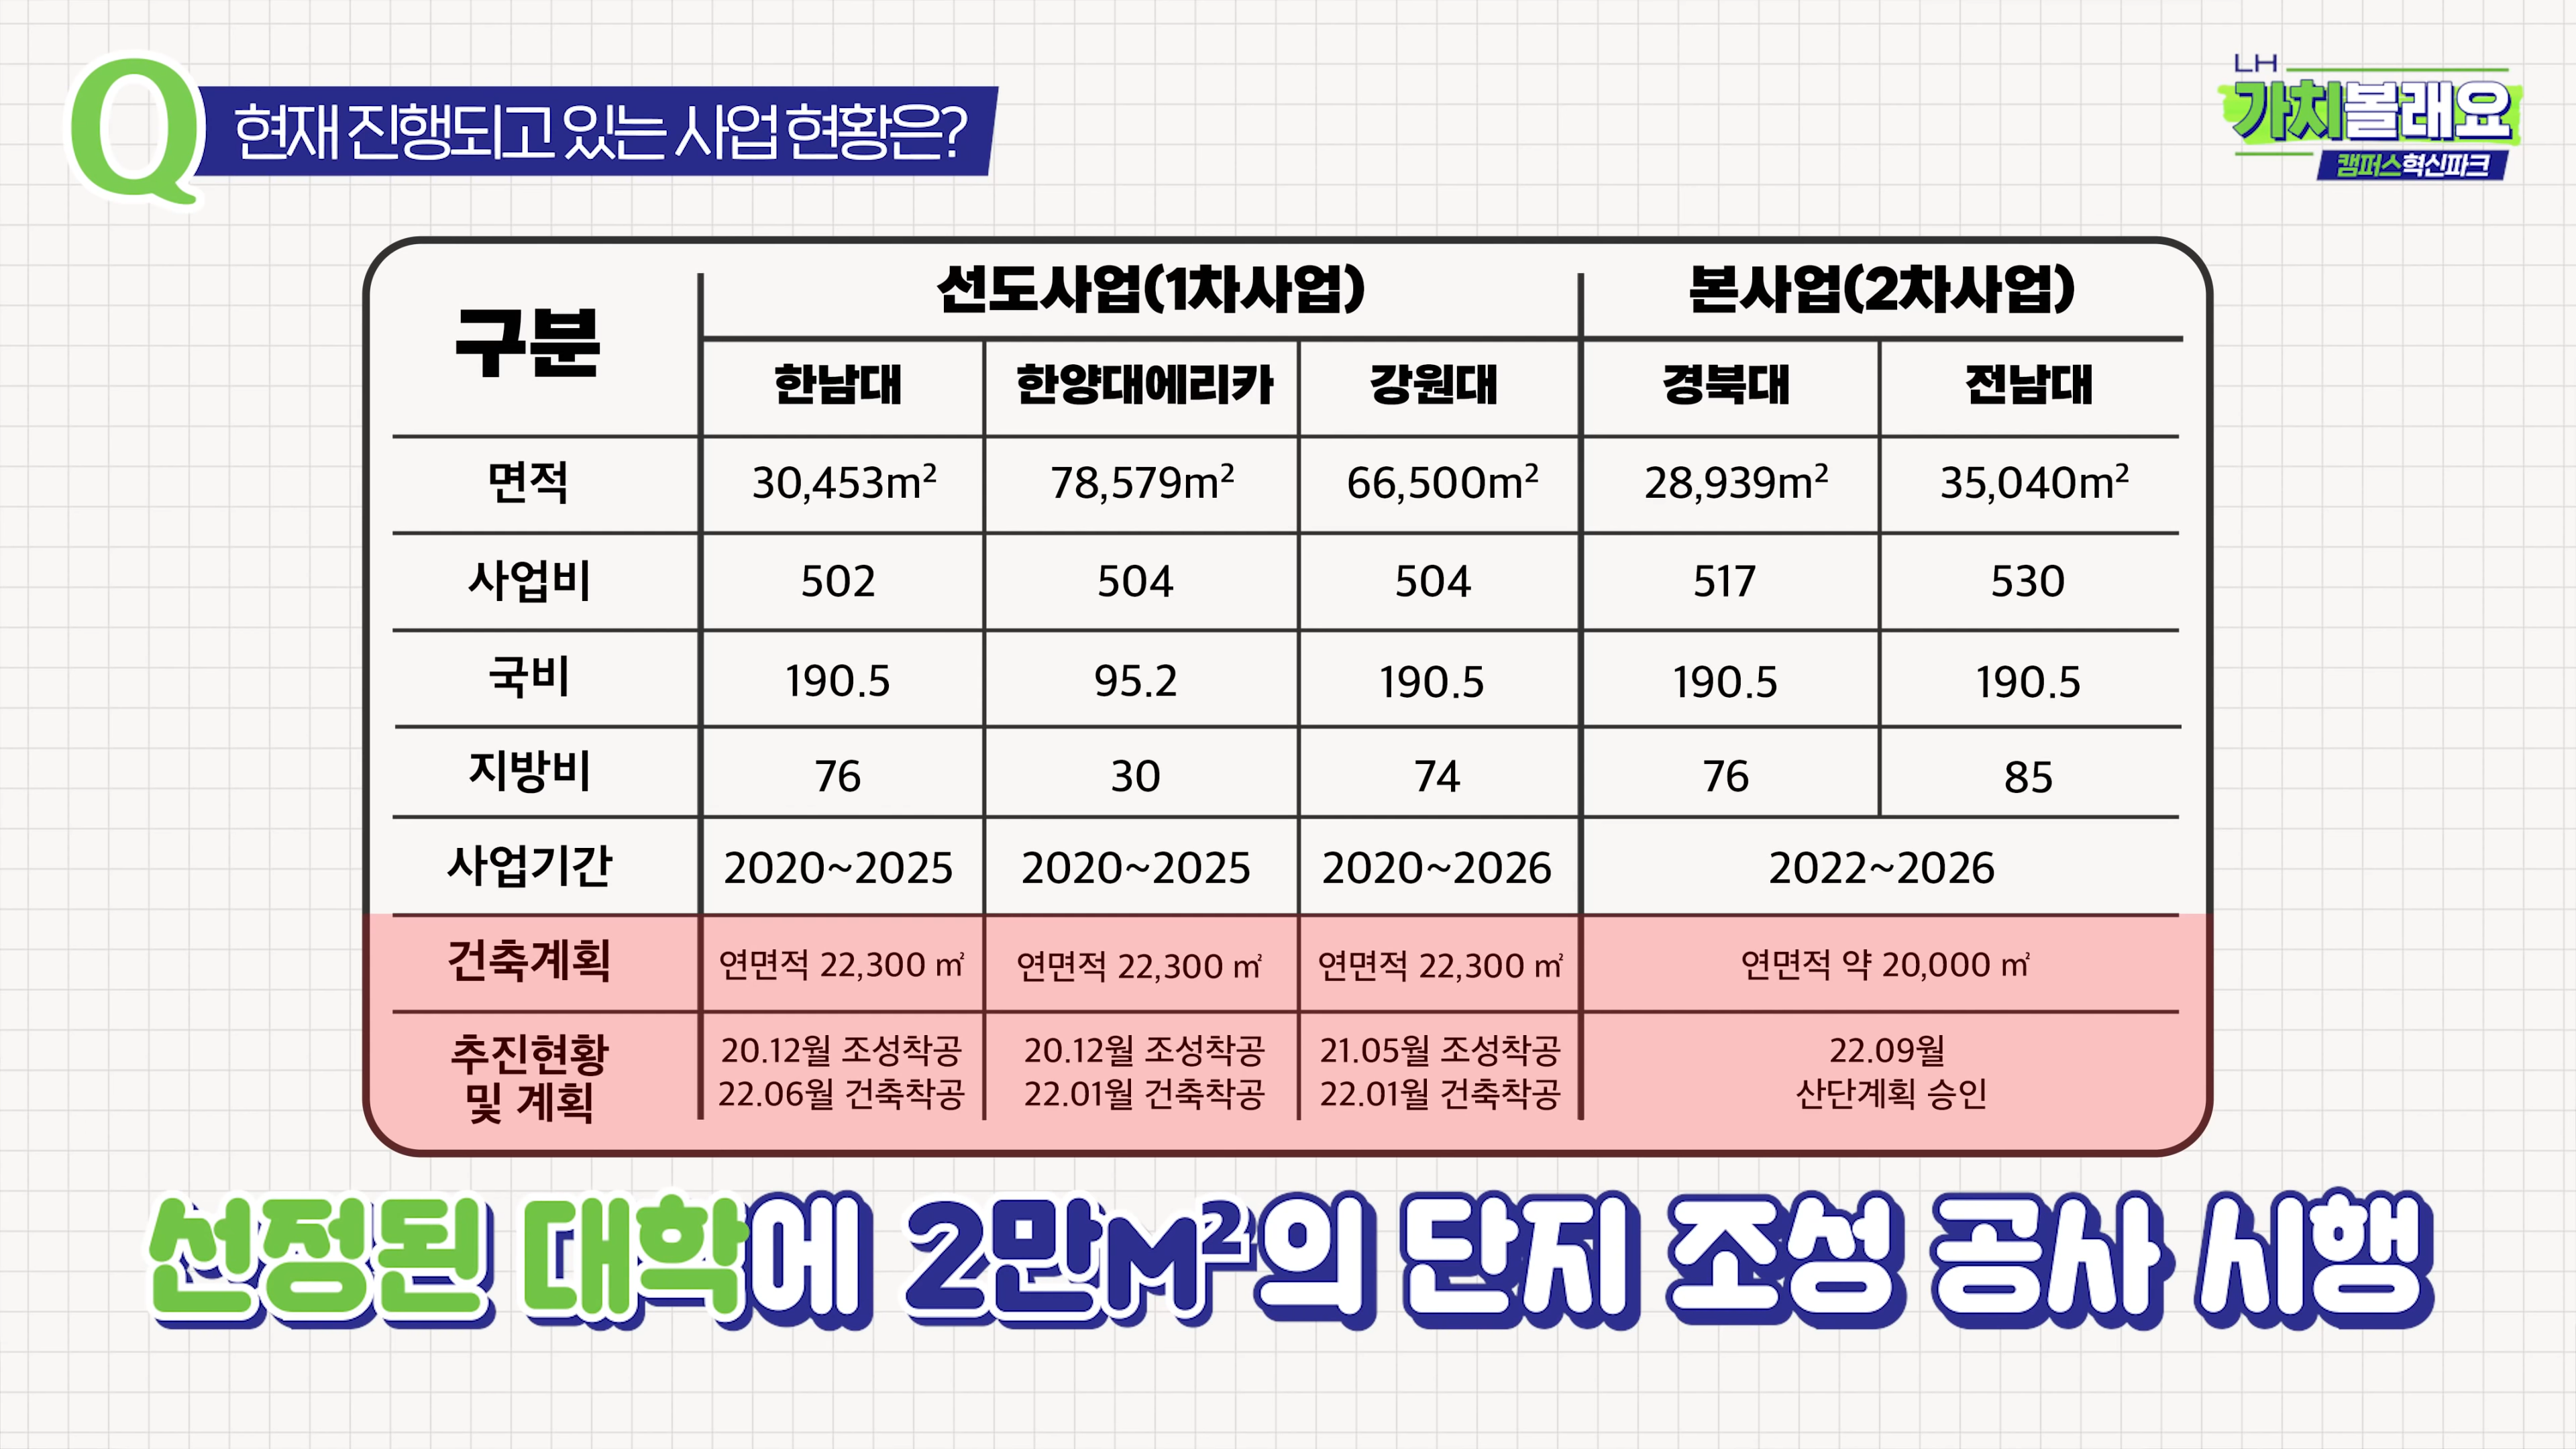 Q 현재 진행되고 있는 사업 현황은?
LH
가치볼래요
캠퍼스혁신파크
구분 선도사업(1차사업) 본사업(2차사업)
한남대 한양대에리카 강원대 경북대 전남대
면적 30,453m² 78,579m² 66,500m² 28,939m² 35,040m²
사업비 502 504 504 517 530
국비 190.5 95.2 190.5 190.5 190.5
지방비 76 30 74 76 85
사업기간 2020~2025 2020~2025 2020~2026 2022~2026
건축계획 연면적 22,300 ㎡ 연면적 22,300 ㎡ 연면적 22,300 ㎡ 연면적 약 20,000 ㎡
추진현황 20.12월 조성착공 20.12월 조성착공 21.05월 조성착공 22.09월
및 계획 22.06월 건축착공 22.01월 건축착공 22.01월 건축착공 산단계획 승인
선정된 대학에 2만M²의 단지 조성 공사 시행